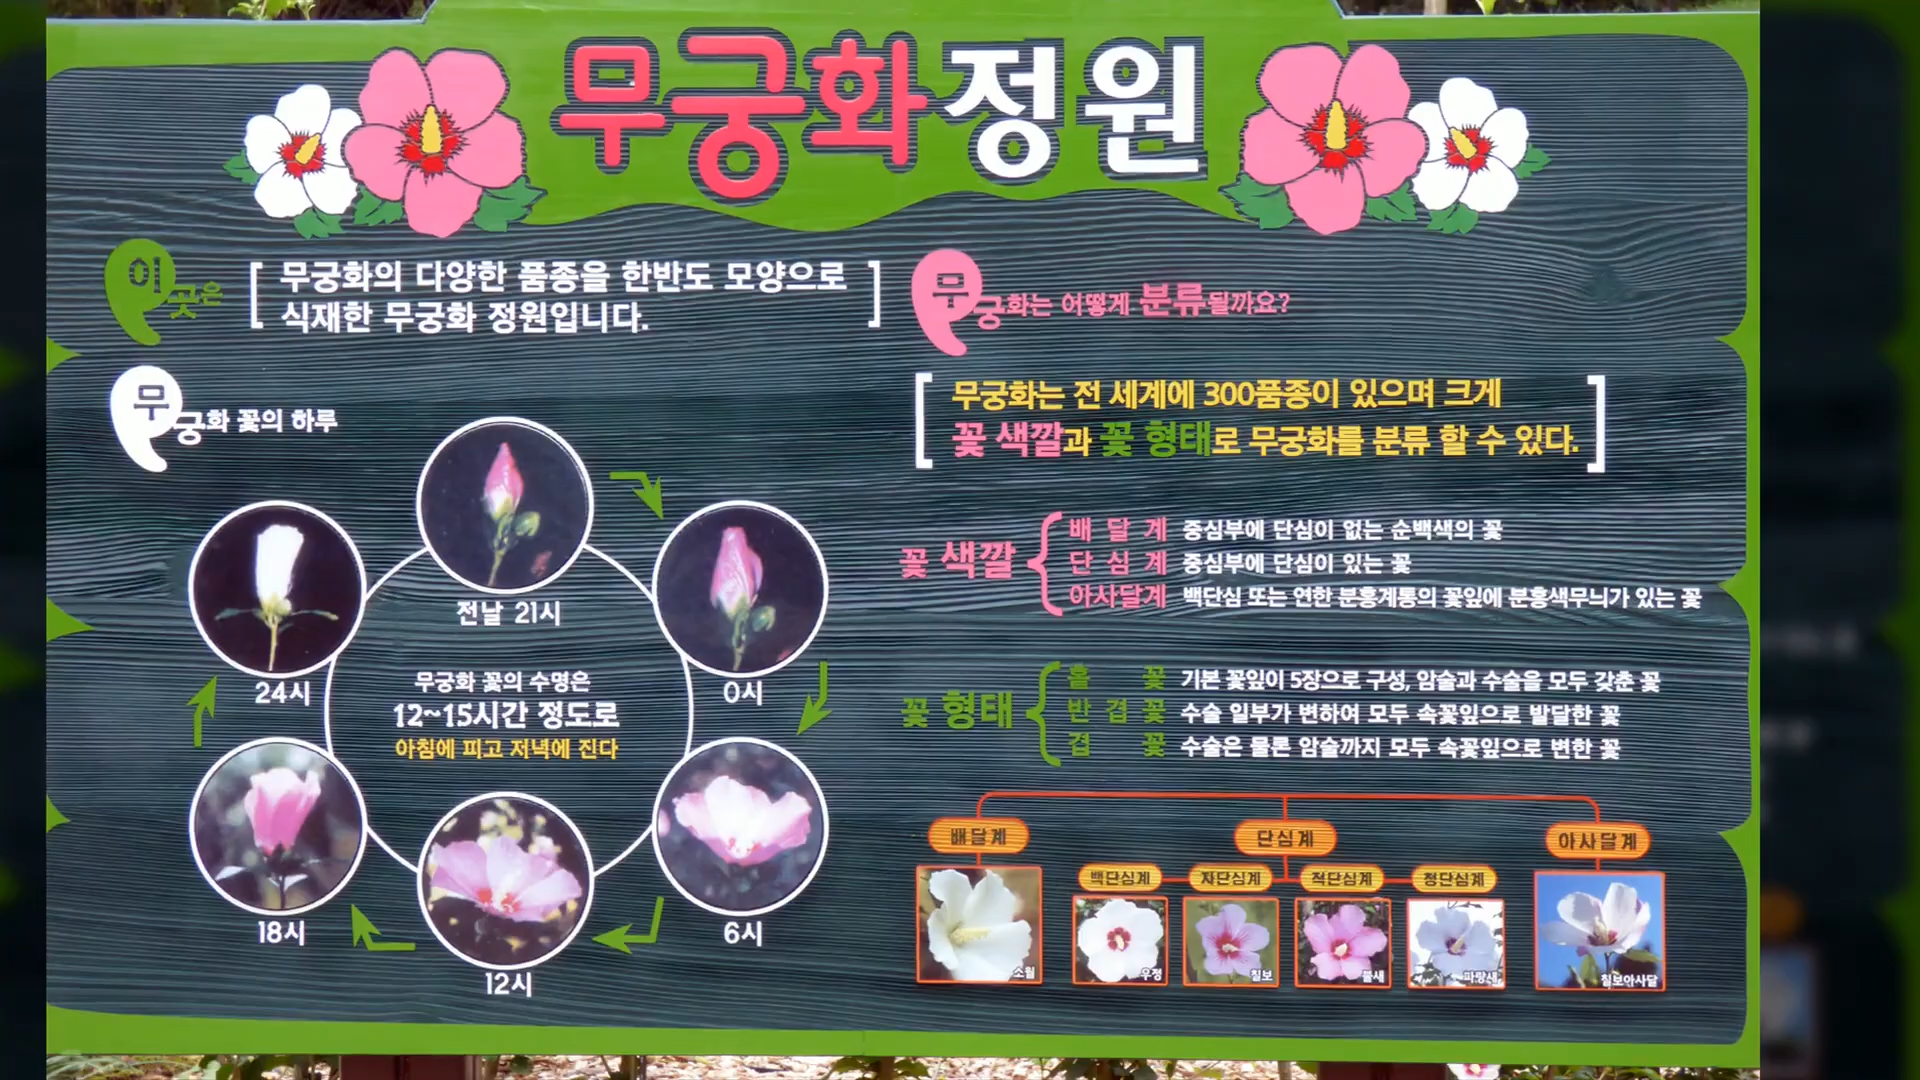 무궁화정원
이곳은
무궁화의 다양한 품종을 한반도 모양으로
식재한 무궁화 정원입니다.
무궁화 꽃의 하루
전날 21시
0시
6시
12시
18시
24시
무궁화 꽃의 수명은
12~15시간 정도로
아침에 피고 저녁에 진다
무궁화는 어떻게 분류될까요?
무궁화는 전 세계에 300품종이 있으며 크게
꽃 색깔과 꽃 형태로 무궁화를 분류 할 수 있다.
꽃 색깔
배 달 계 중심부에 단심이 없는 순백색의 꽃
단 심 계 중심부에 단심이 있는 꽃
아사달계 백단심 또는 연한 분홍계통의 꽃잎에 분홍색무늬가 있는 꽃
꽃 형태
홑 꽃 기본 꽃잎이 5장으로 구성, 암술과 수술을 모두 갖춘 꽃
반 겹 꽃 수술 일부가 변하여 모두 속꽃잎으로 발달한 꽃
겹 꽃 수술은 물론 암술까지 모두 속꽃잎으로 변한 꽃
배달계 단심계 아사달계
백단심계 자단심계 적단심계 청단심계
소월 우정 칠보 불새 파랑새 칠보아사달